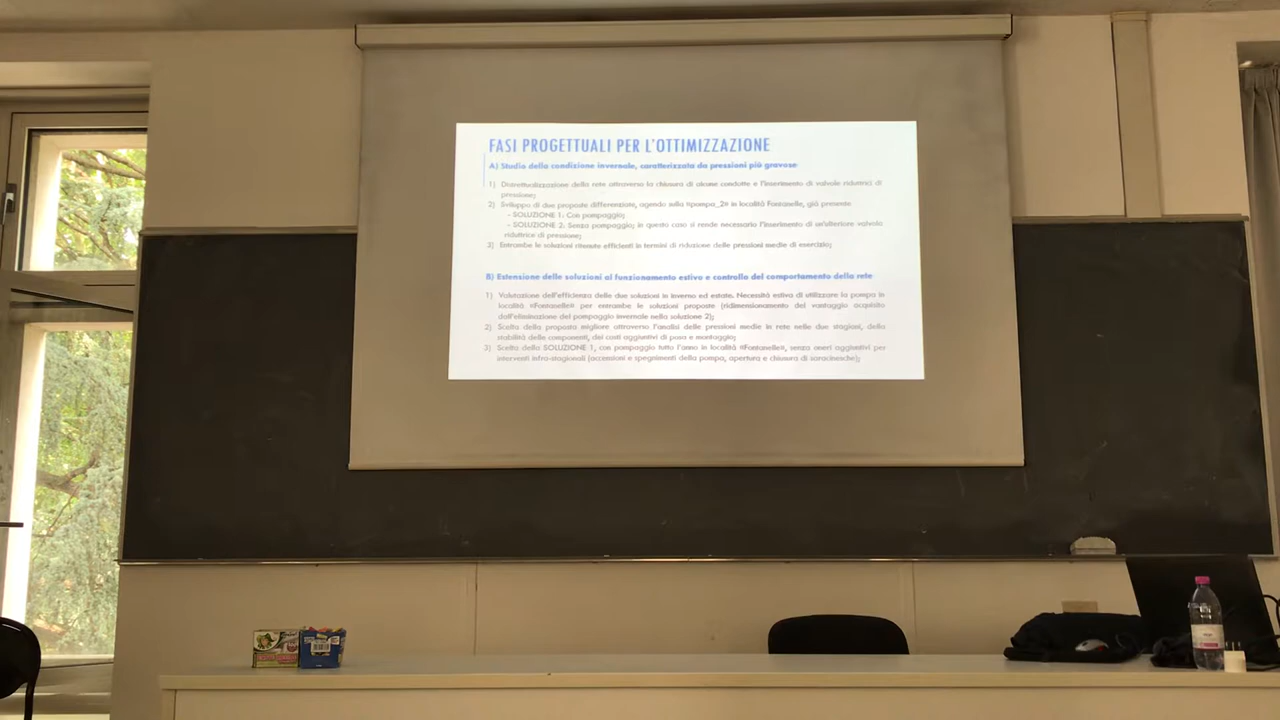 FASI PROGETTUALI PER L'OTTIMIZZAZIONE
A) Studio della condizione invernale, caratterizzata da pressioni più gravose
1) Distrettualizzazione della rete attraverso la chiusura di alcune condotte e l'inserimento di valvole riduttrici di
pressione;
2) Sviluppo di due proposte differenziate, agendo sulla «pompa_2» in località Fontanelle, già presente
- SOLUZIONE 1. Con pompaggio;
- SOLUZIONE 2. Senza pompaggio; in questo caso si rende necessario l'inserimento di un'ulteriore valvola
riduttrice di pressione;
3) Entrambe le soluzioni ritenute efficienti in termini di riduzione delle pressioni medie di esercizio;
B) Estensione delle soluzioni al funzionamento estivo e controllo del comportamento della rete
1) Valutazione dell'efficienza delle due soluzioni in inverno ed estate. Necessità estiva di utilizzare la pompa in
località «Fontanelle» per entrambe le soluzioni proposte (ridimensionamento del vantaggio acquisito
dall'eliminazione del pompaggio invernale nella soluzione 2);
2) Scelta della proposta migliore attraverso l'analisi delle pressioni medie in rete nelle due stagioni, della
stabilità delle componenti, dei costi aggiuntivi di posa e montaggio;
3) Scelta della SOLUZIONE 1, con pompaggio tutto l'anno in località «Fontanelle», senza oneri aggiuntivi per
interventi infra-stagionali (accensioni e spegnimenti della pompa, apertura e chiusura di saracinesche);